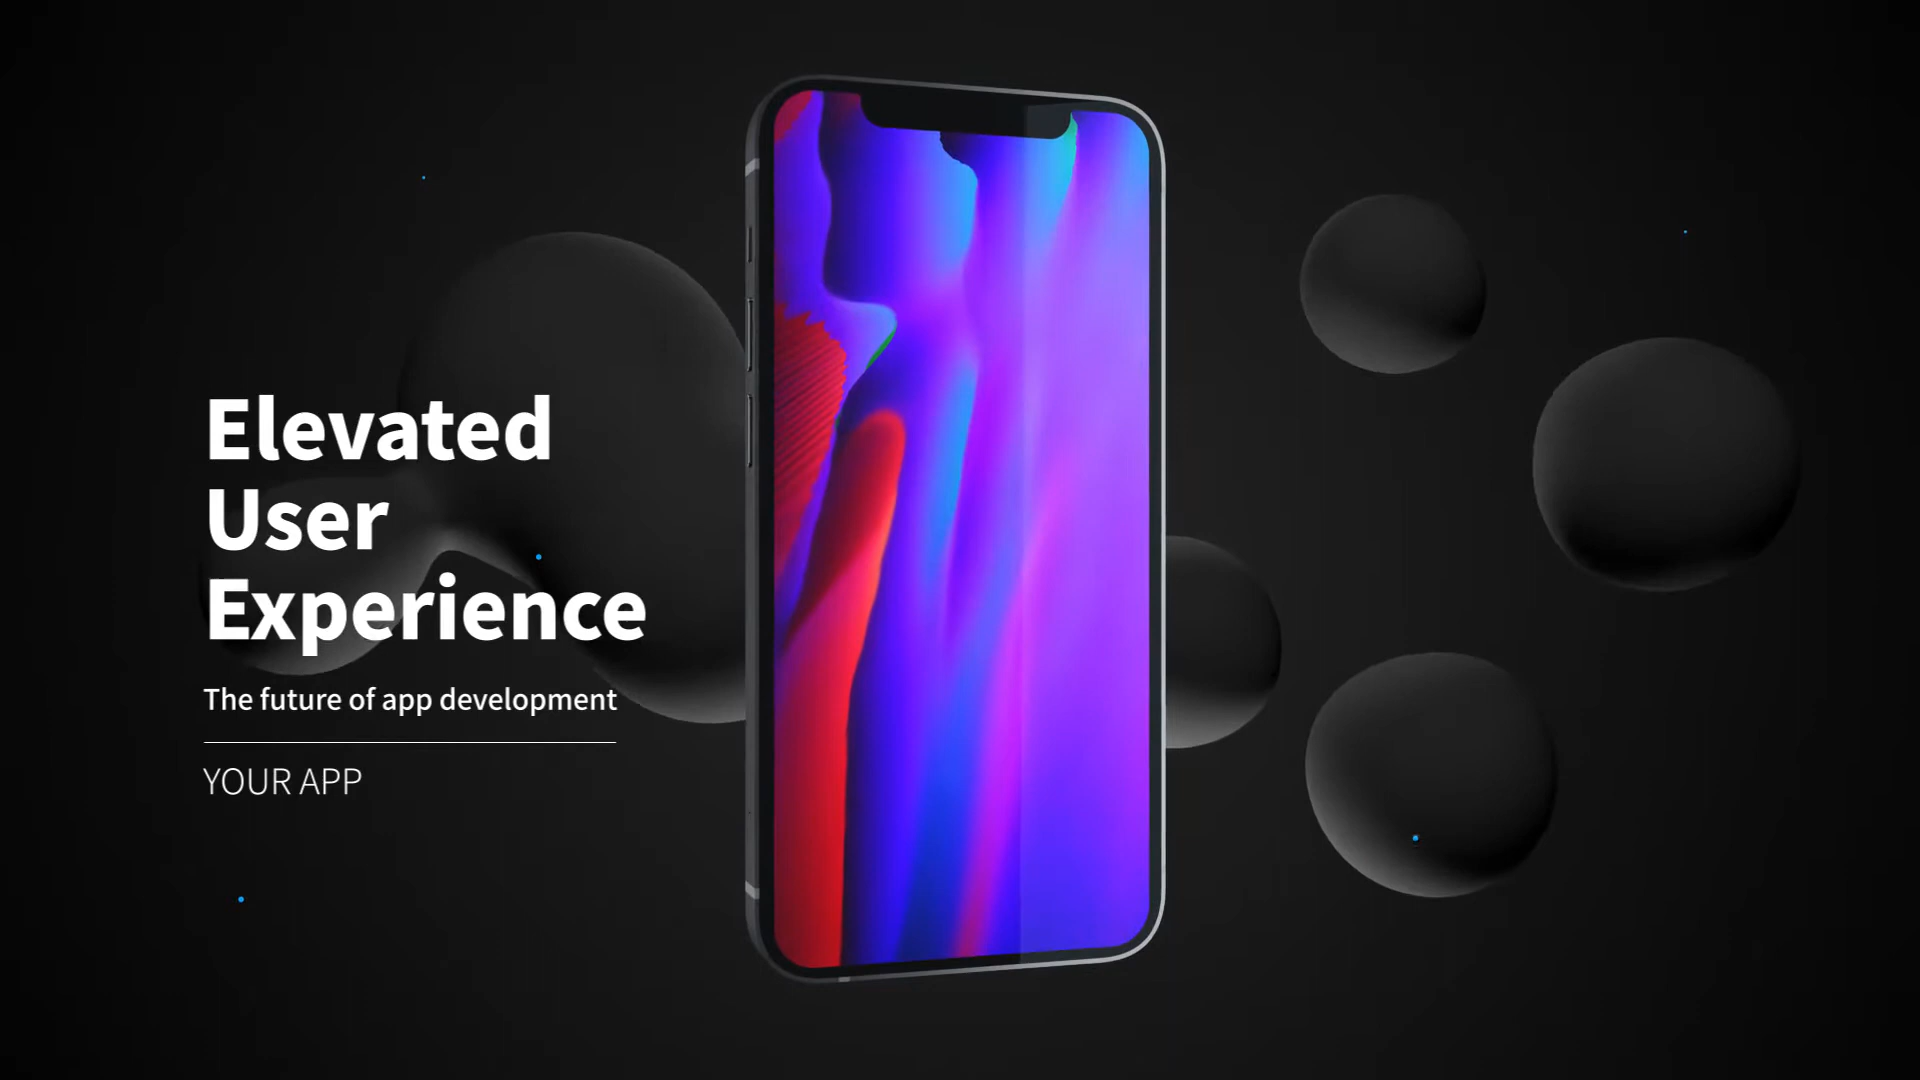 Elevated
User
Experience
The future of app development
YOUR APP